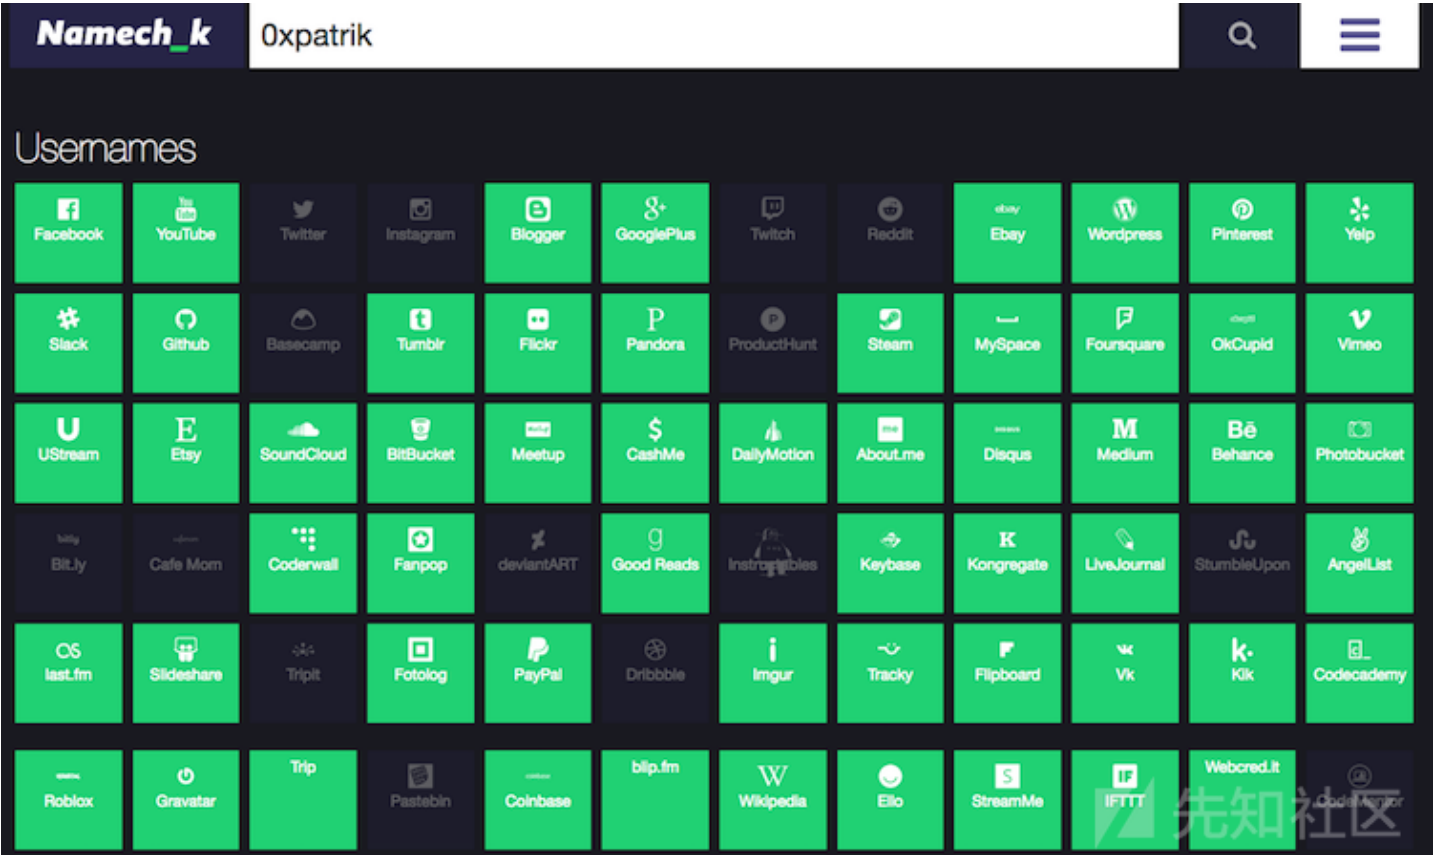 Namech_k
0xpatrik
Usernames
Facebook YouTube Twitter Instagram Blogger GooglePlus Twitch Reddit Ebay Wordpress Pinterest Yelp
Slack Github Basecamp Tumblr Flickr Pandora ProductHunt Steam MySpace Foursquare OkCupid Vimeo
UStream Etsy SoundCloud BitBucket Meetup CashMe DailyMotion About.me Disqus Medium Behance Photobucket
Bit.ly Cafe Mom Coderwall Fanpop deviantART Good Reads Instructables Keybase Kongregate LiveJournal StumbleUpon AngelList
last.fm Slideshare TripIt Fotolog PayPal Dribbble Imgur Tracky Flipboard Vk Kik Codecademy
Roblox Gravatar Trip Pastebin Coinbase blip.fm Wikipedia Ello StreamMe IFTTT Webcred.It CodeMentor
先知社区